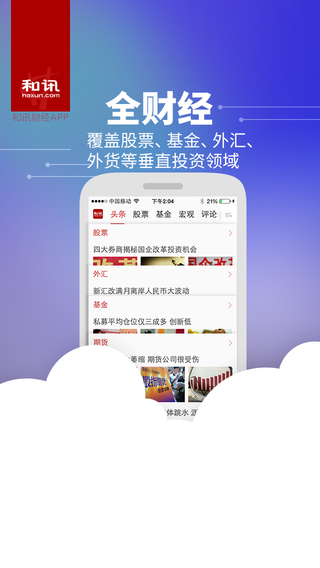 和讯
hexun.com
和讯财经APP
全财经
覆盖股票、基金、外汇、
外货等垂直投资领域
中国移动 下午2:04 21%
和讯 头条 股票 基金 宏观 评论
股票
四大券商揭秘国企改革投资机会
外汇
新汇改满月离岸人民币大波动
基金
私募平均仓位仅三成多 创新低
期货
萎缩 期货公司很受伤
体跳水 沥